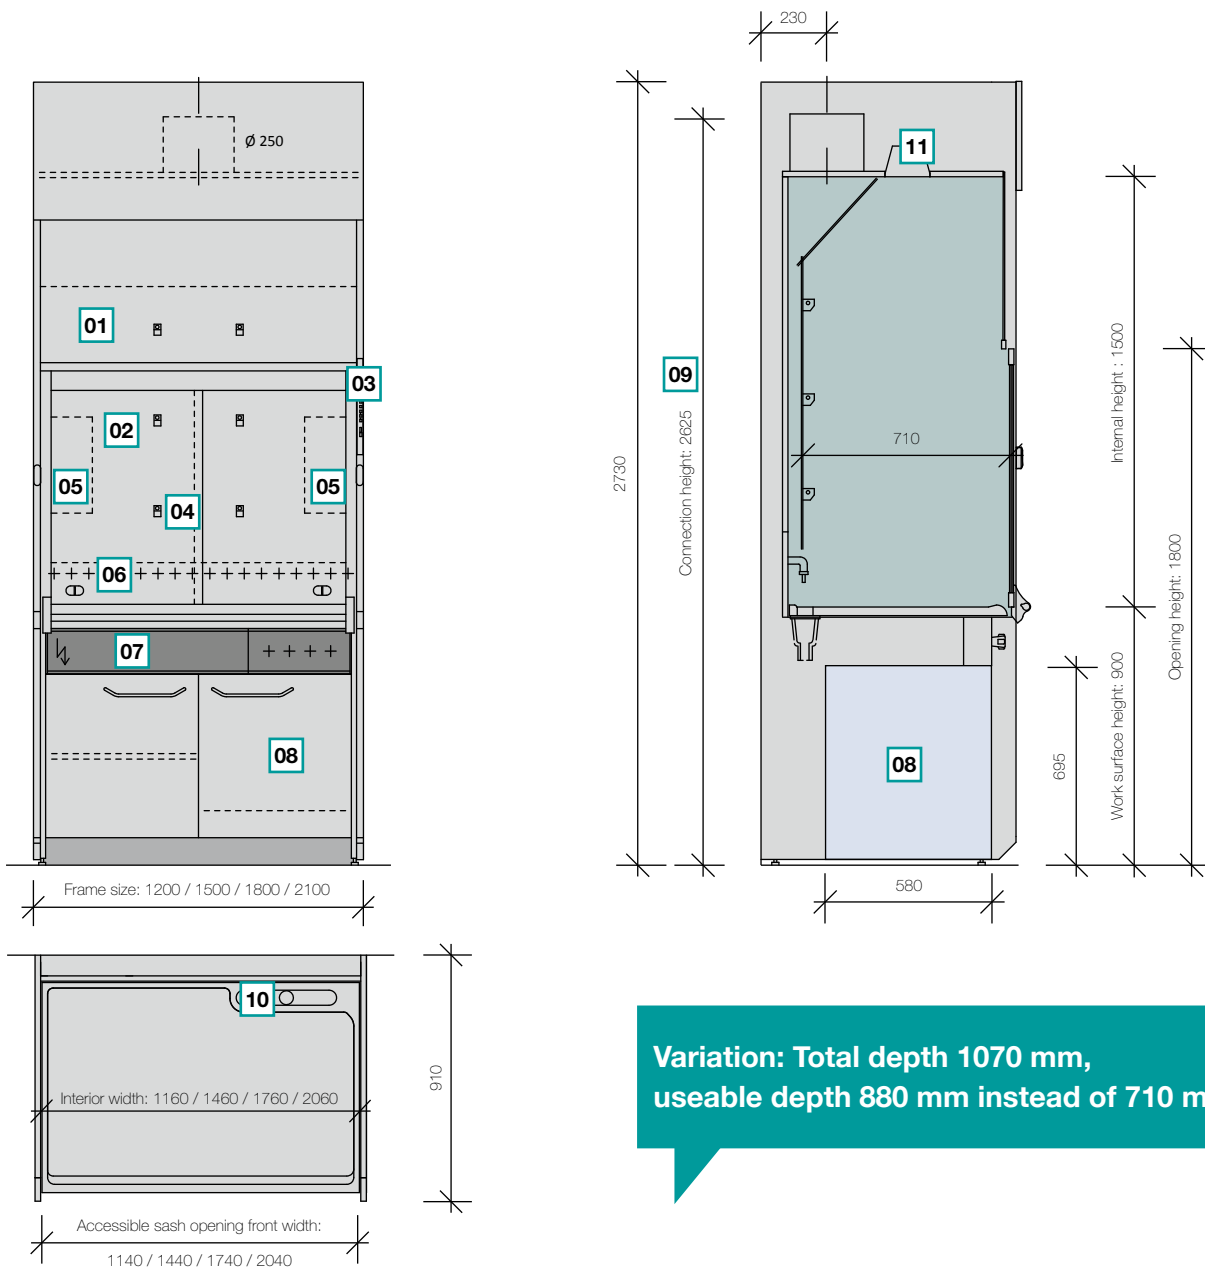 230
Ø 250
11
01
03
09
02
05
05
04
06
07
08
08
2730
Connection height: 2625
710
Internal height : 1500
Opening height: 1800
Work surface height: 900
695
580
Frame size: 1200 / 1500 / 1800 / 2100
10
Interior width: 1160 / 1460 / 1760 / 2060
910
Accessible sash opening front width:
1140 / 1440 / 1740 / 2040
Variation: Total depth 1070 mm,
useable depth 880 mm instead of 710 m